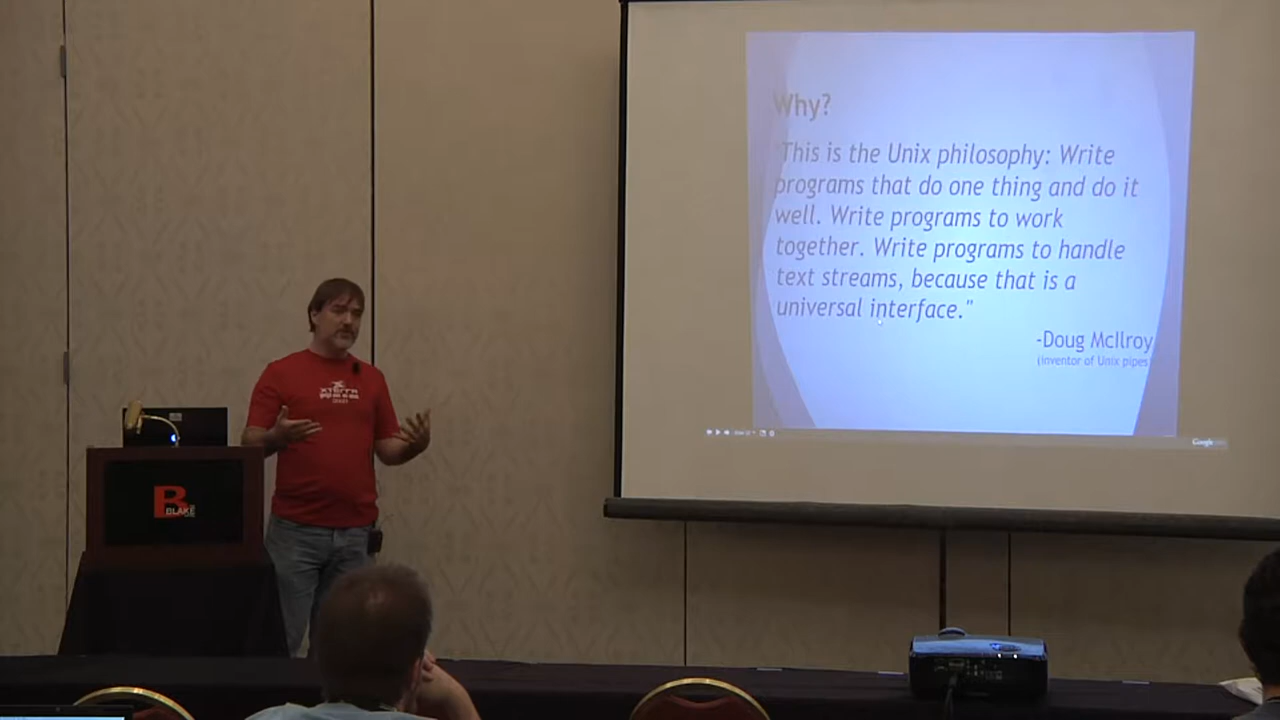 Why?
"This is the Unix philosophy: Write
programs that do one thing and do it
well. Write programs to work
together. Write programs to handle
text streams, because that is a
universal interface."
-Doug McIlroy
(inventor of Unix pipes)
Google
XTERRA
B
BLAKE